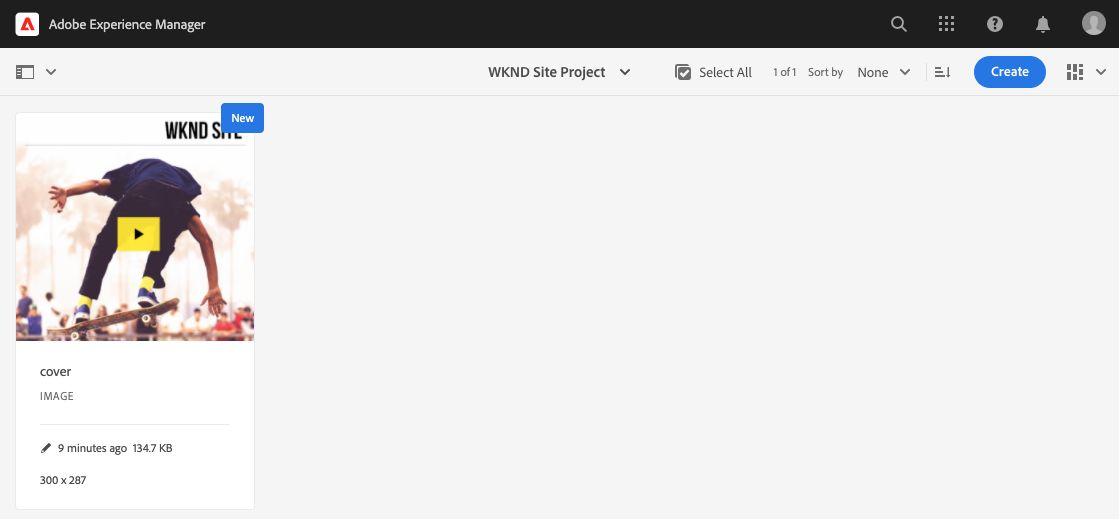 Adobe Experience Manager
WKND Site Project
Select All
1 of 1
Sort by
None
Create
New
WKND SITE
cover
IMAGE
9 minutes ago 134.7 KB
300 x 287